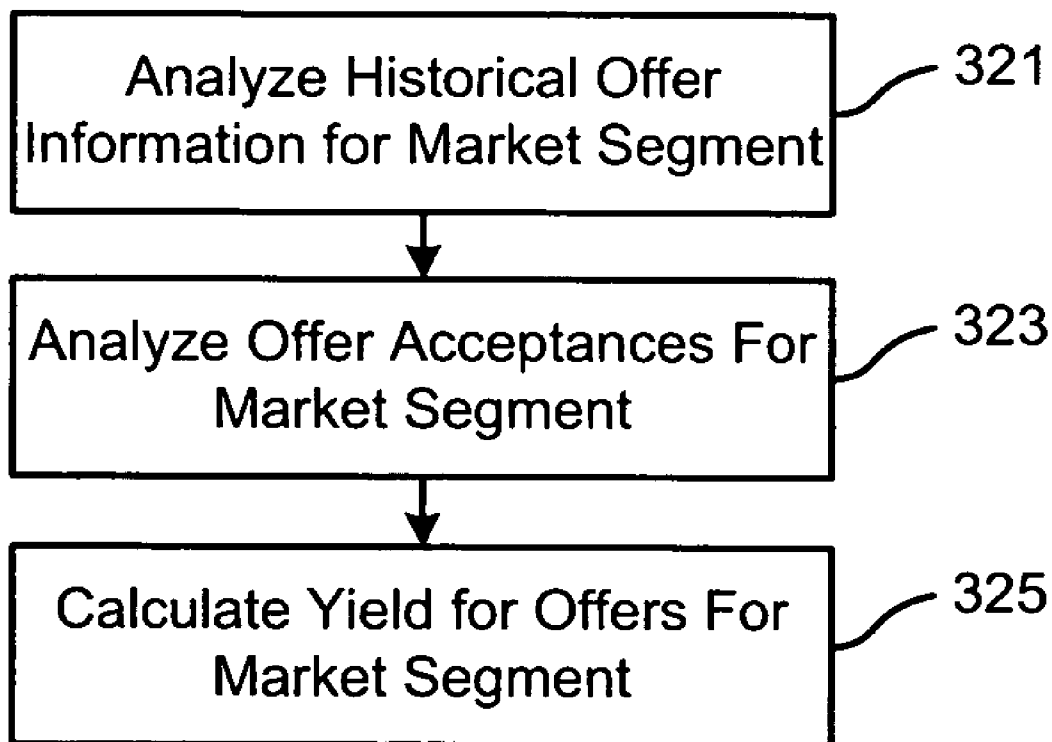 Analyze Historical Offer
Information for Market Segment
321
Analyze Offer Acceptances For
Market Segment
323
Calculate Yield for Offers For
Market Segment
325